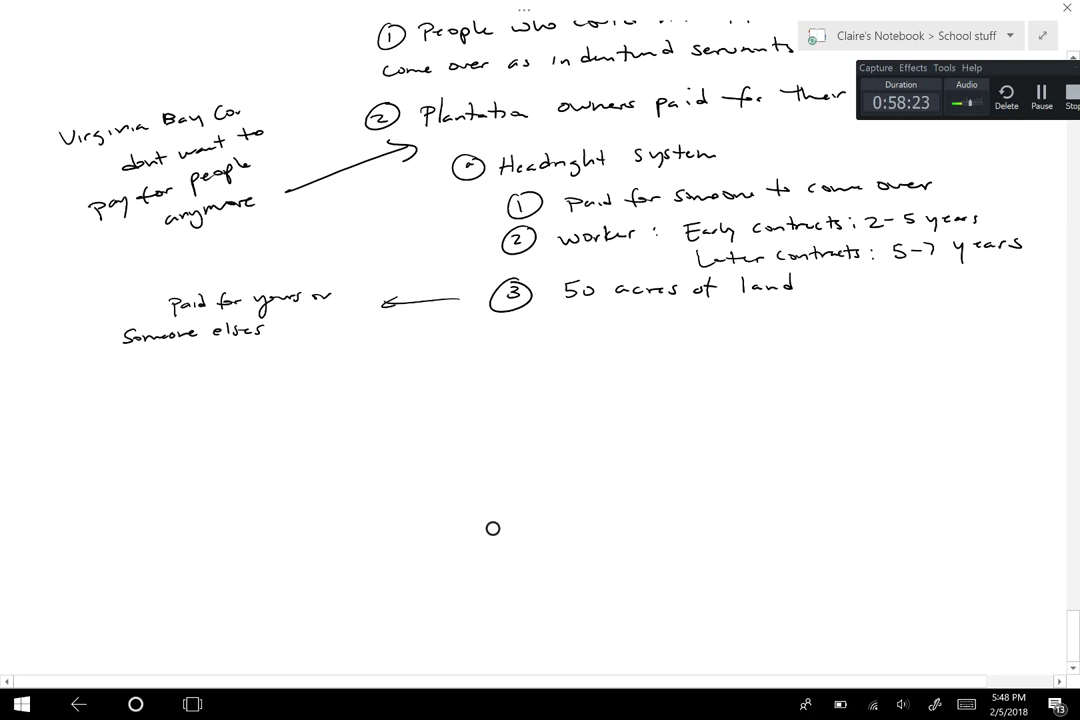 ① People who
Claire's Notebook > School stuff
come over as indentured servants
Capture Effects Tools Help
Duration
Audio
0:58:23
Delete
Pause
Stop
② Plantation owners paid for their
Virginia Bay Co.
dont want to
pay for people
anymore
ⓐ Headright system
① Paid for someone to come over
② Worker : Early contracts: 2-5 years
Later contracts: 5-7 years
③ 50 acres of land
Paid for yours or
Someone elses
5:48 PM
2/5/2018
13